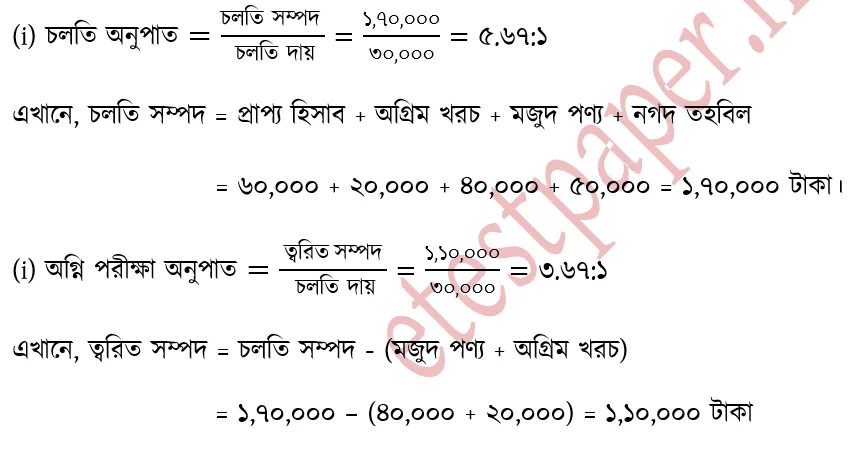 (i) চলতি অনুপাত = চলতি সম্পদ / চলতি দায় = ১,৭০,০০০ / ৩০,০০০ = ৫.৬৭:১
এখানে, চলতি সম্পদ = প্রাপ্য হিসাব + অগ্রিম খরচ + মজুদ পণ্য + নগদ তহবিল
= ৬০,০০০ + ২০,০০০ + ৪০,০০০ + ৫০,০০০ = ১,৭০,০০০ টাকা।
(i) অগ্নি পরীক্ষা অনুপাত = ত্বরিত সম্পদ / চলতি দায় = ১,১০,০০০ / ৩০,০০০ = ৩.৬৭:১
এখানে, ত্বরিত সম্পদ = চলতি সম্পদ - (মজুদ পণ্য + অগ্রিম খরচ)
= ১,৭০,০০০ – (৪০,০০০ + ২০,০০০) = ১,১০,০০০ টাকা